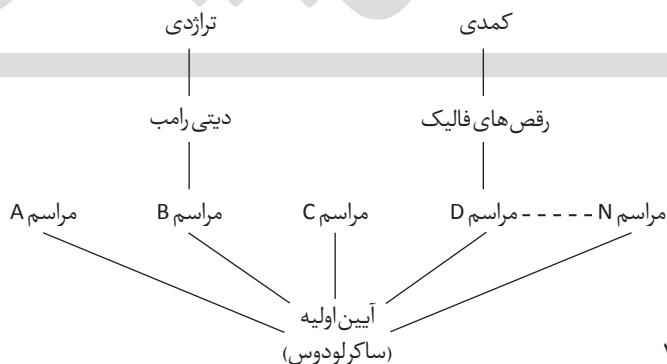 تراژدی
کمدی
دیتی رامب
رقص‌های فالیک
مراسم A
مراسم B
مراسم C
مراسم D
مراسم N
آیین اولیه
(ساکرلودوس)